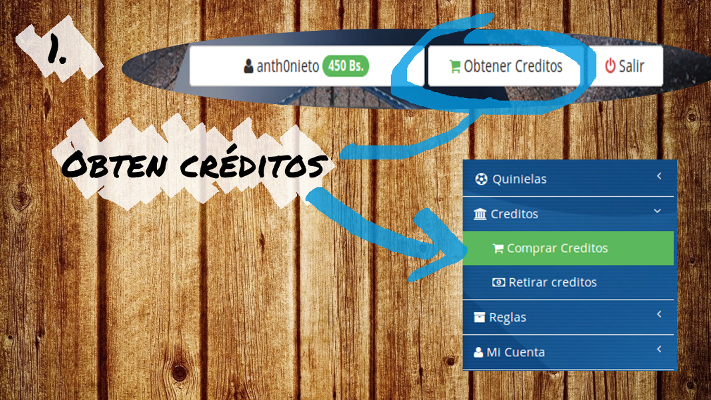 1.
anth0nieto 450 Bs.
Obtener Creditos
Salir
Obten créditos
Quinielas
Creditos
Comprar Creditos
Retirar creditos
Reglas
Mi Cuenta